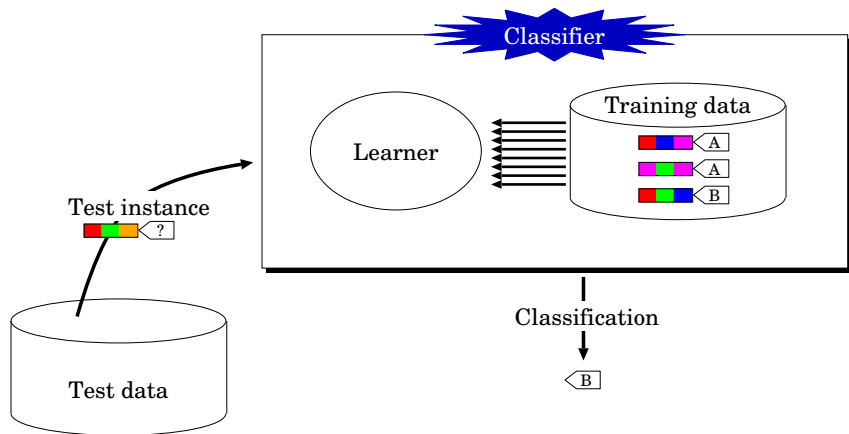 Classifier
Training data
Learner
A
A
B
Test instance
?
Classification
Test data
B